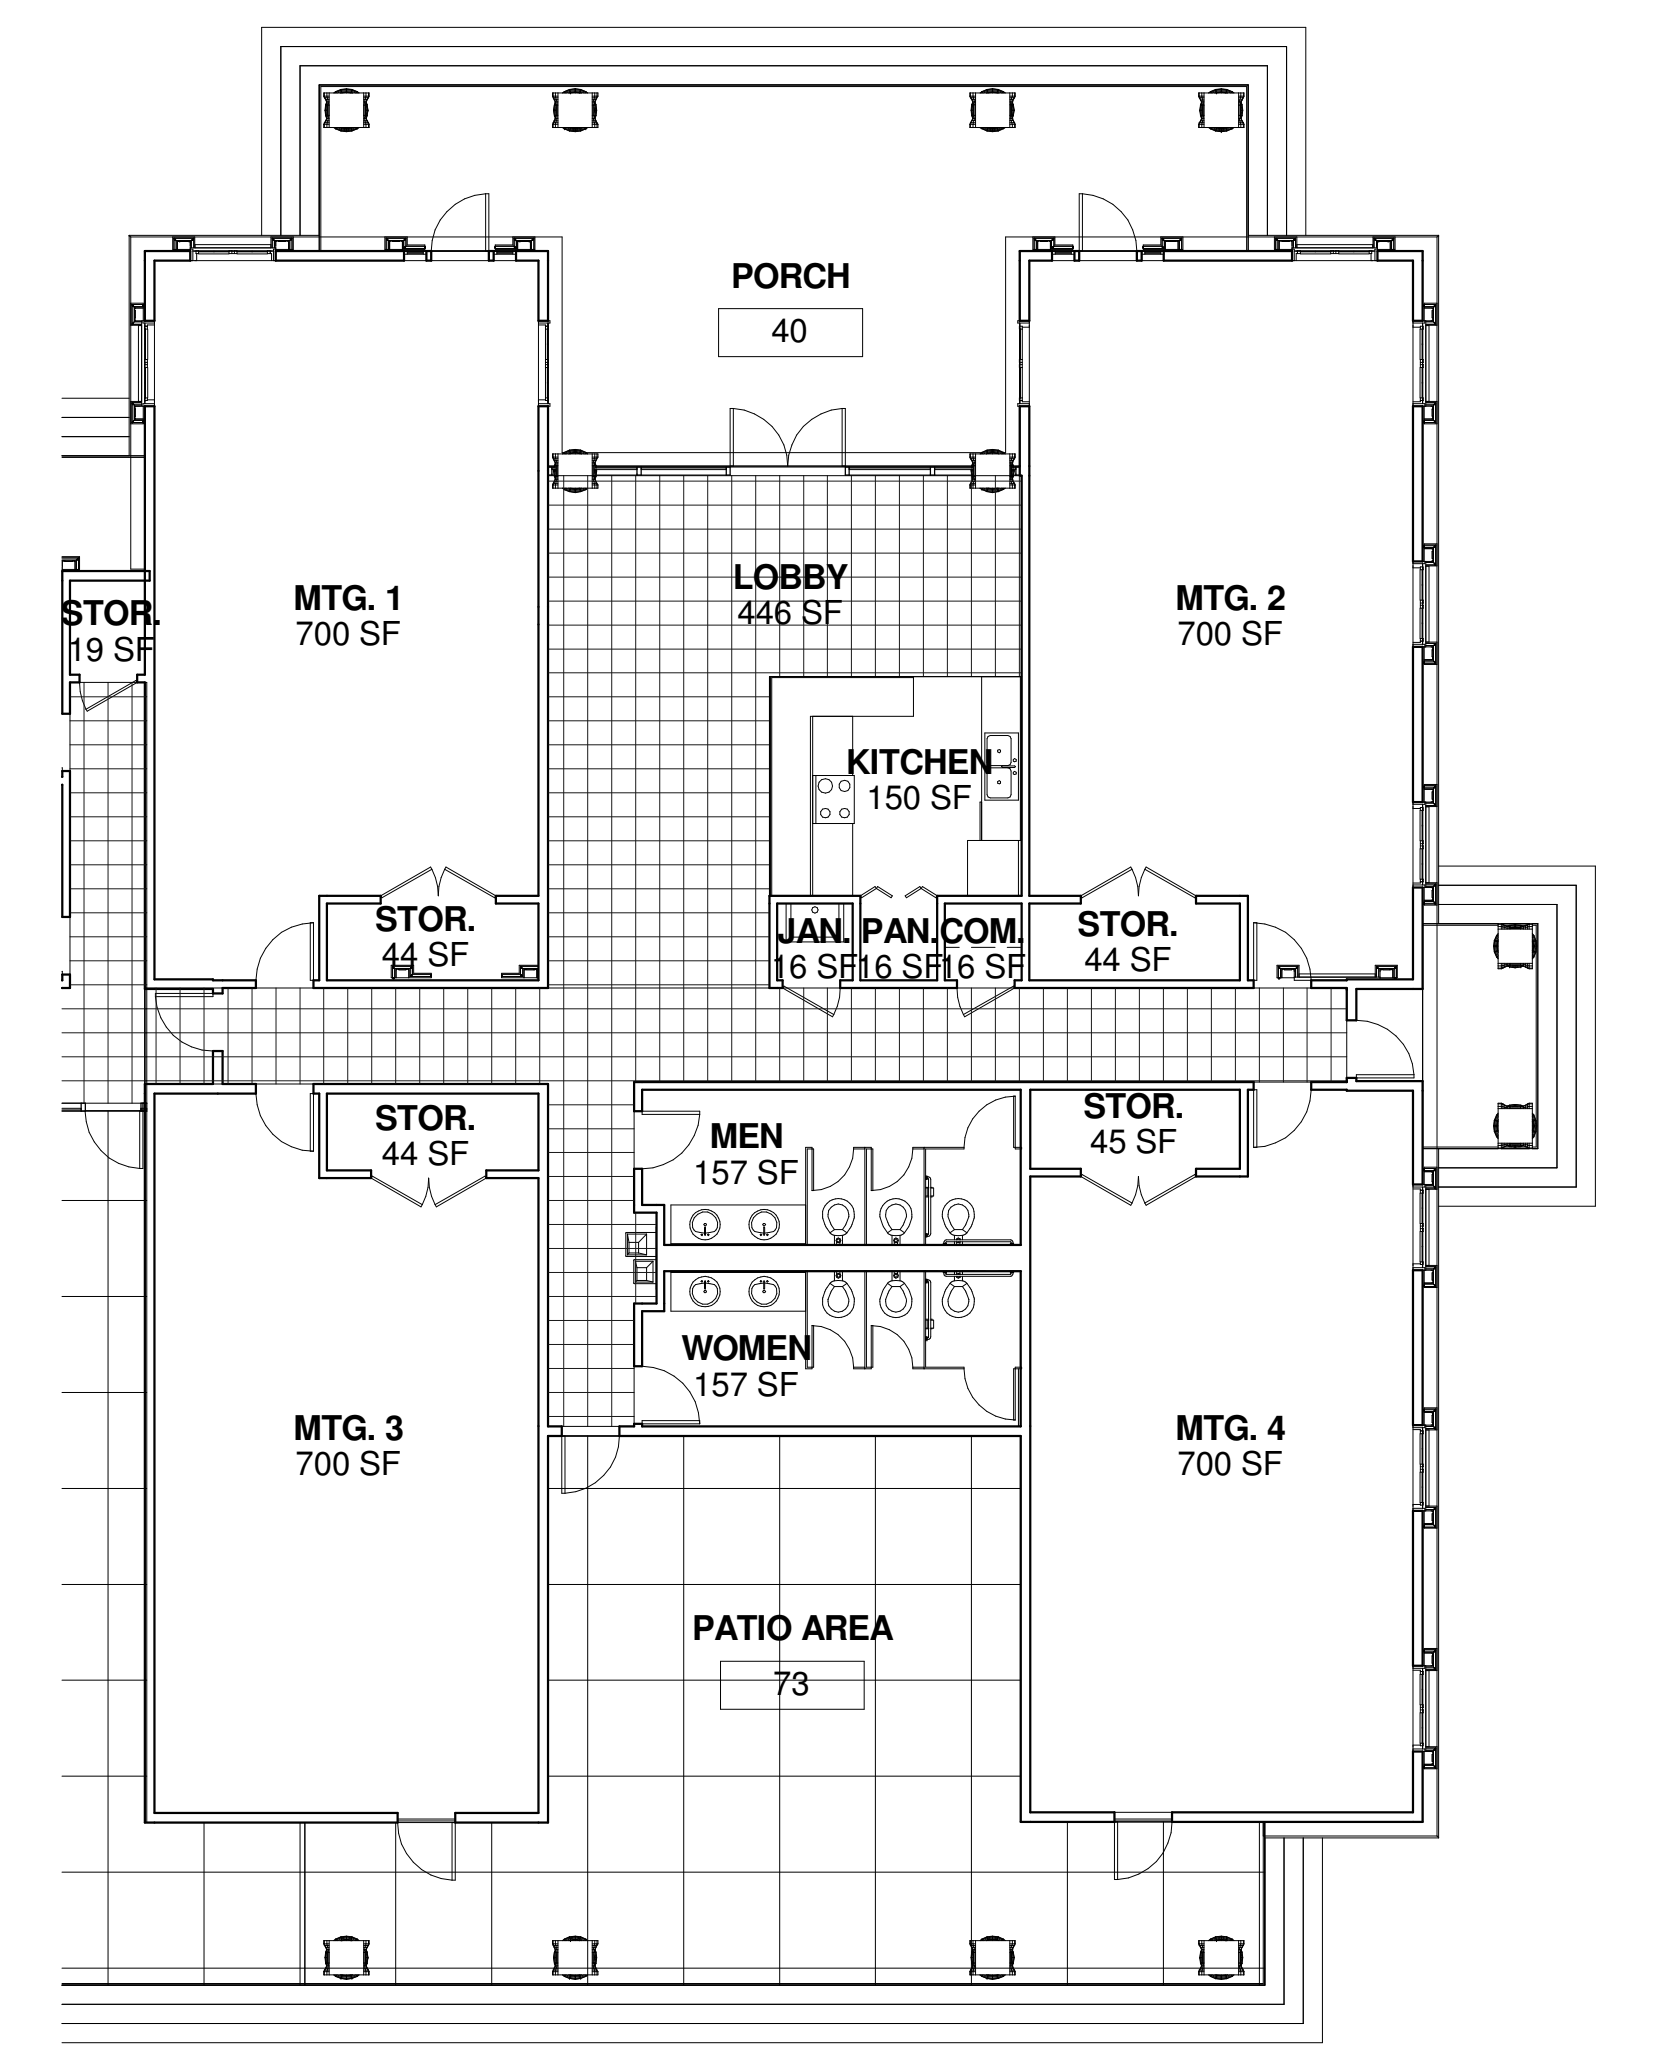 PORCH
40
LOBBY
446 SF
MTG. 1
700 SF
MTG. 2
700 SF
STOR.
19 SF
KITCHEN
150 SF
STOR.
44 SF
JAN.
16 SF
PAN.
16 SF
COM.
16 SF
STOR.
44 SF
STOR.
44 SF
MEN
157 SF
STOR.
45 SF
WOMEN
157 SF
MTG. 3
700 SF
MTG. 4
700 SF
PATIO AREA
73